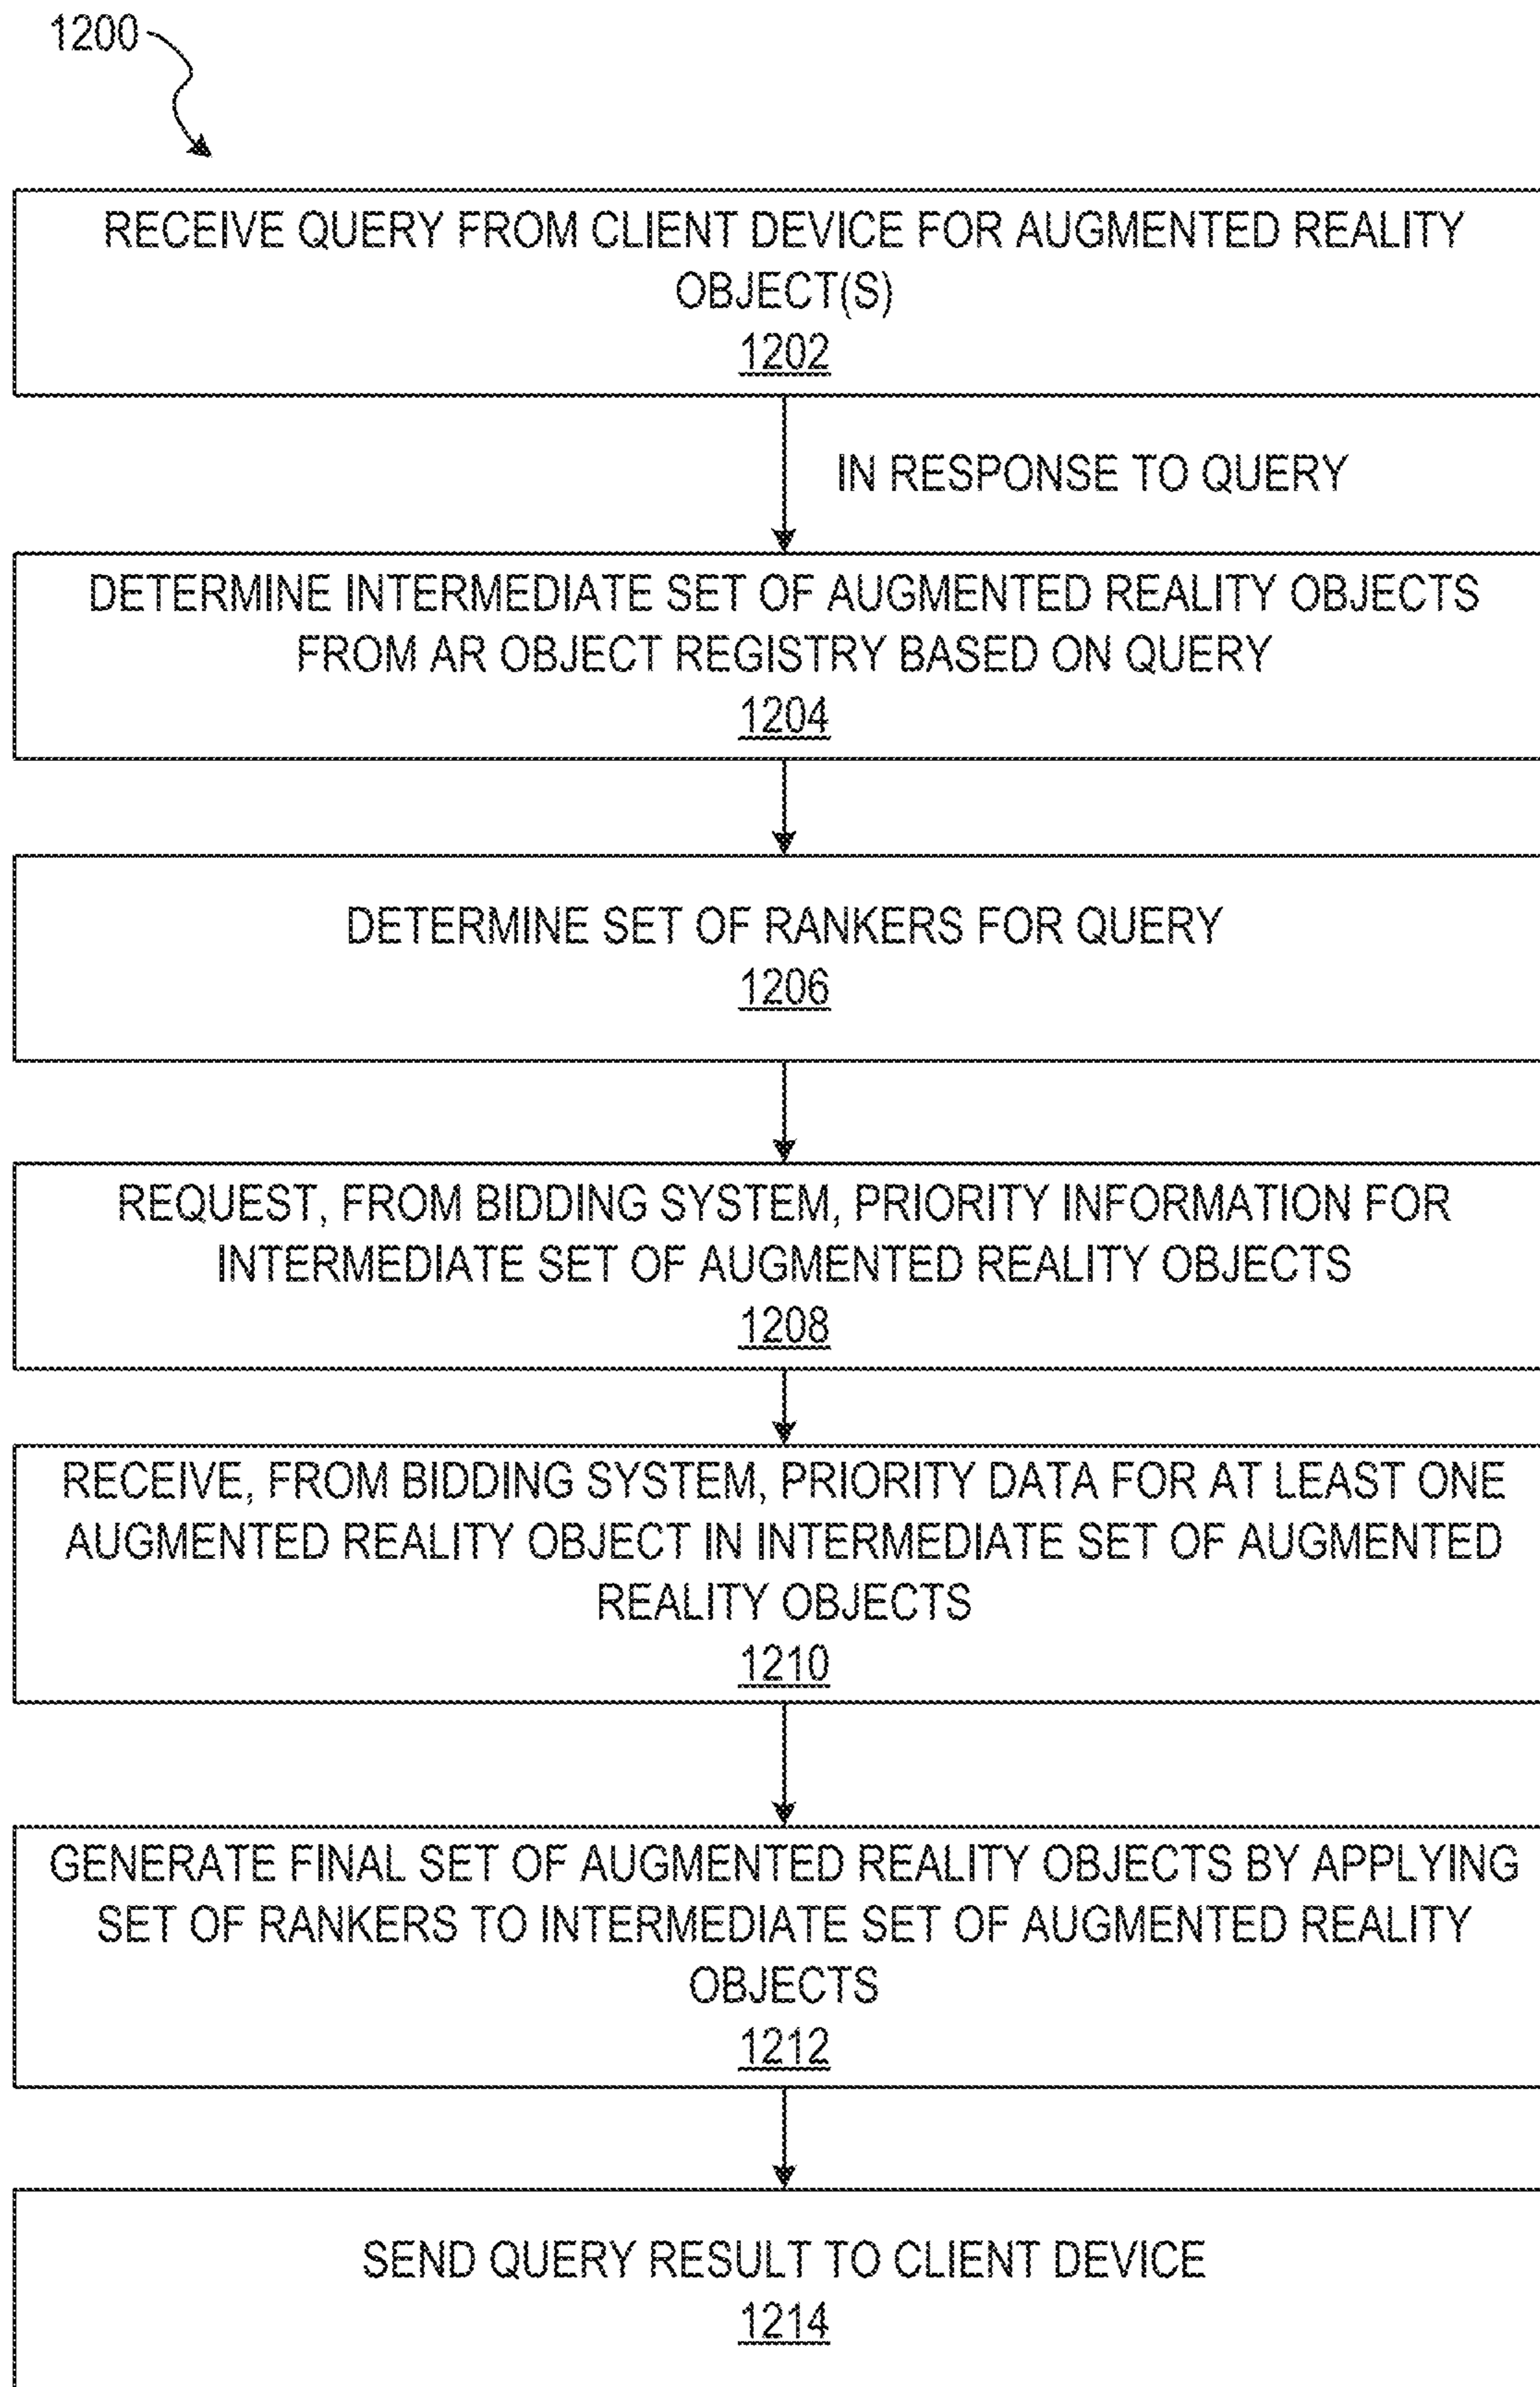 1200
RECEIVE QUERY FROM CLIENT DEVICE FOR AUGMENTED REALITY
OBJECT(S)
1202
IN RESPONSE TO QUERY
DETERMINE INTERMEDIATE SET OF AUGMENTED REALITY OBJECTS
FROM AR OBJECT REGISTRY BASED ON QUERY
1204
DETERMINE SET OF RANKERS FOR QUERY
1206
REQUEST, FROM BIDDING SYSTEM, PRIORITY INFORMATION FOR
INTERMEDIATE SET OF AUGMENTED REALITY OBJECTS
1208
RECEIVE, FROM BIDDING SYSTEM, PRIORITY DATA FOR AT LEAST ONE
AUGMENTED REALITY OBJECT IN INTERMEDIATE SET OF AUGMENTED
REALITY OBJECTS
1210
GENERATE FINAL SET OF AUGMENTED REALITY OBJECTS BY APPLYING
SET OF RANKERS TO INTERMEDIATE SET OF AUGMENTED REALITY
OBJECTS
1212
SEND QUERY RESULT TO CLIENT DEVICE
1214